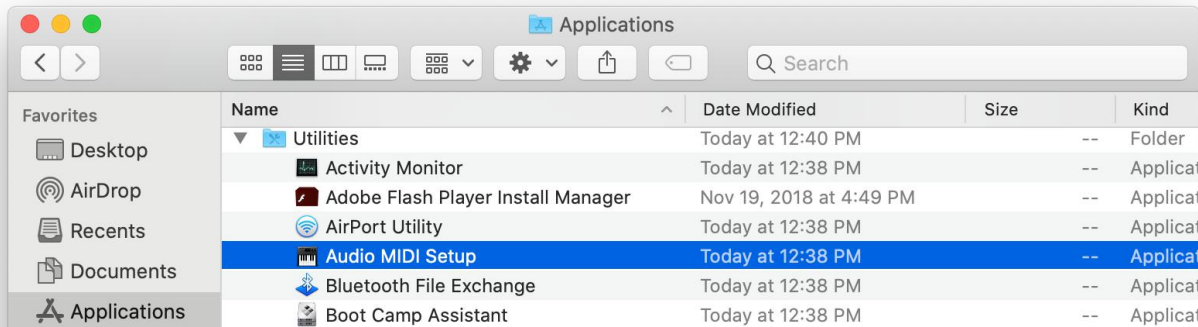 Applications
Search
Favorites
Desktop
AirDrop
Recents
Documents
Applications
Name Date Modified Size Kind
Utilities Today at 12:40 PM -- Folder
Activity Monitor Today at 12:38 PM -- Applicat
Adobe Flash Player Install Manager Nov 19, 2018 at 4:49 PM -- Applicat
AirPort Utility Today at 12:38 PM -- Applicat
Audio MIDI Setup Today at 12:38 PM -- Applicat
Bluetooth File Exchange Today at 12:38 PM -- Applicat
Boot Camp Assistant Today at 12:38 PM -- Applicat